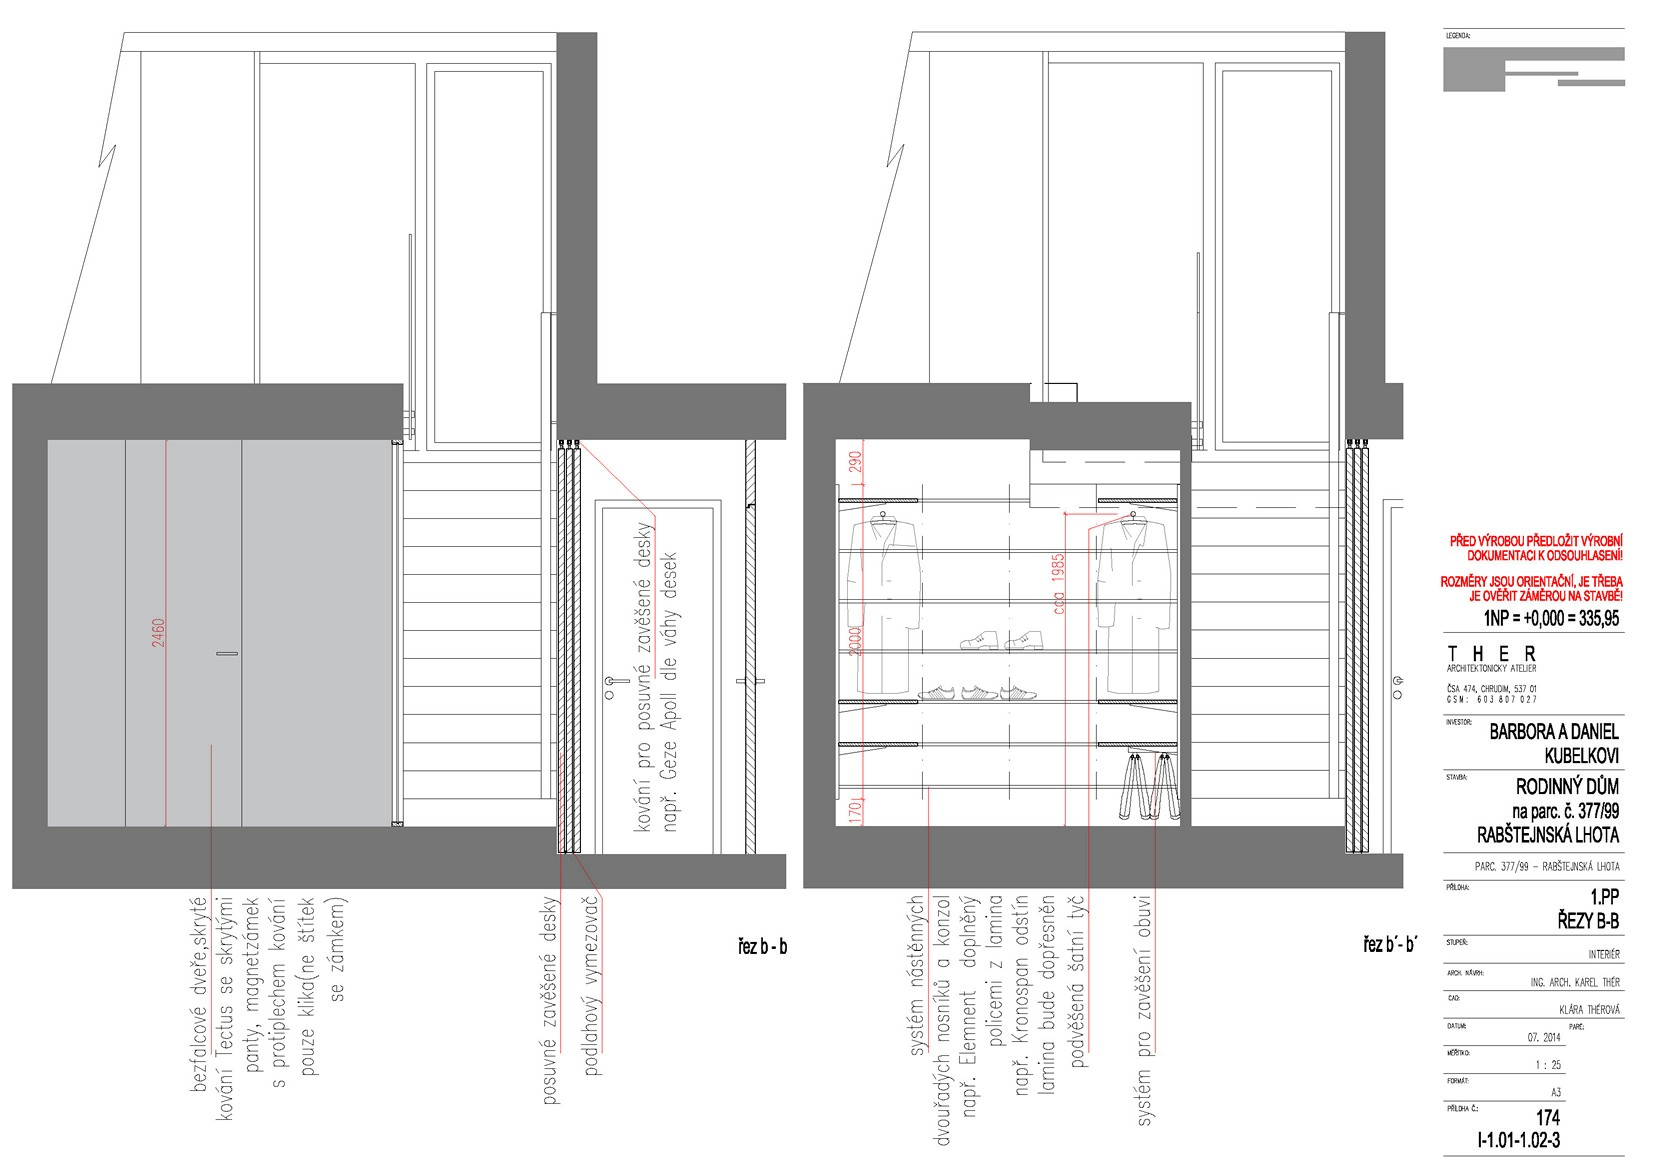 2460
kování pro posuvné zavěšené desky
např. Geze Apoll dle váhy desek
bezfalcové dveře,skryté
kování Tectus se skrytými
panty, magnetzámek
s protiplechem kování
pouze klika(ne štítek
se zámkem)
posuvné zavěšené desky
podlahový vymezovač
řez b - b
290
2000
170
cca 1985
systém nástěnných
dvouřadých nosníků a konzol
např. Elemnent doplněný
policemi z lamina
např. Kronospan odstín
lamina bude dopřesněn
podvěšená šatní tyč
systém pro zavěšení obuvi
řez b´- b´
LEGENDA:
PŘED VÝROBOU PŘEDLOŽIT VÝROBNÍ
DOKUMENTACI K ODSOUHLASENÍ!
ROZMĚRY JSOU ORIENTAČNÍ, JE TŘEBA
JE OVĚŘIT ZÁMĚROU NA STAVBĚ!
1NP = +0,000 = 335,95
THER
ARCHITEKTONICKÝ ATELIER
ČSA 474, CHRUDIM, 537 01
GSM: 603 807 027
INVESTOR:
BARBORA A DANIEL
KUBELKOVI
STAVBA:
RODINNÝ DŮM
na parc. č. 377/99
RABŠTEJNSKÁ LHOTA
PARC. 377/99 – RABŠTEJNSKÁ LHOTA
PŘÍLOHA:
1.PP
ŘEZY B-B
STUPEŇ:
INTERIÉR
ARCH. NÁVRH:
ING. ARCH. KAREL THÉR
CAD:
KLÁRA THÉROVÁ
DATUM:
PARÉ:
07. 2014
MĚŘÍTKO:
1 : 25
FORMÁT:
A3
PŘÍLOHA Č.:
174
I-1.01-1.02-3